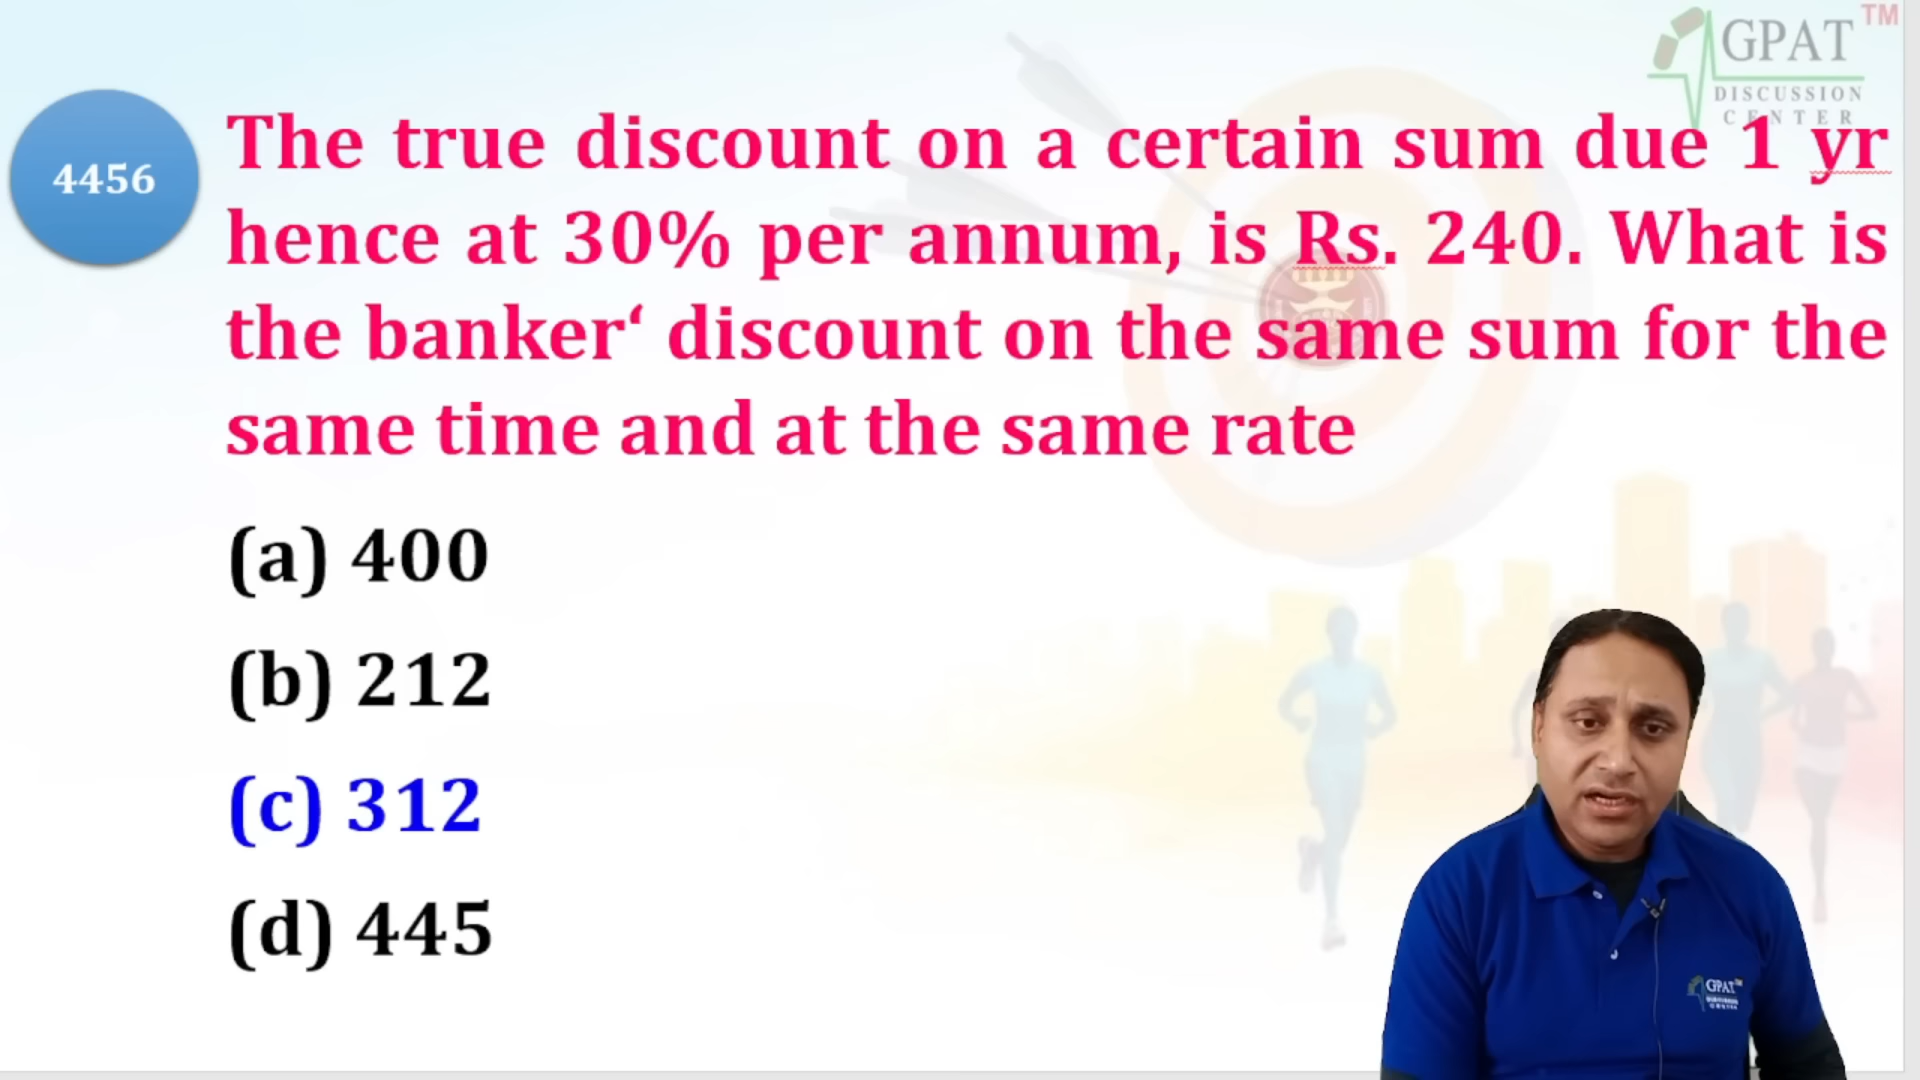 GPAT TM
DISCUSSION
CENTER
4456
The true discount on a certain sum due 1 yr
hence at 30% per annum, is Rs. 240. What is
the banker‘ discount on the same sum for the
same time and at the same rate
(a) 400
(b) 212
(c) 312
(d) 445
GPAT